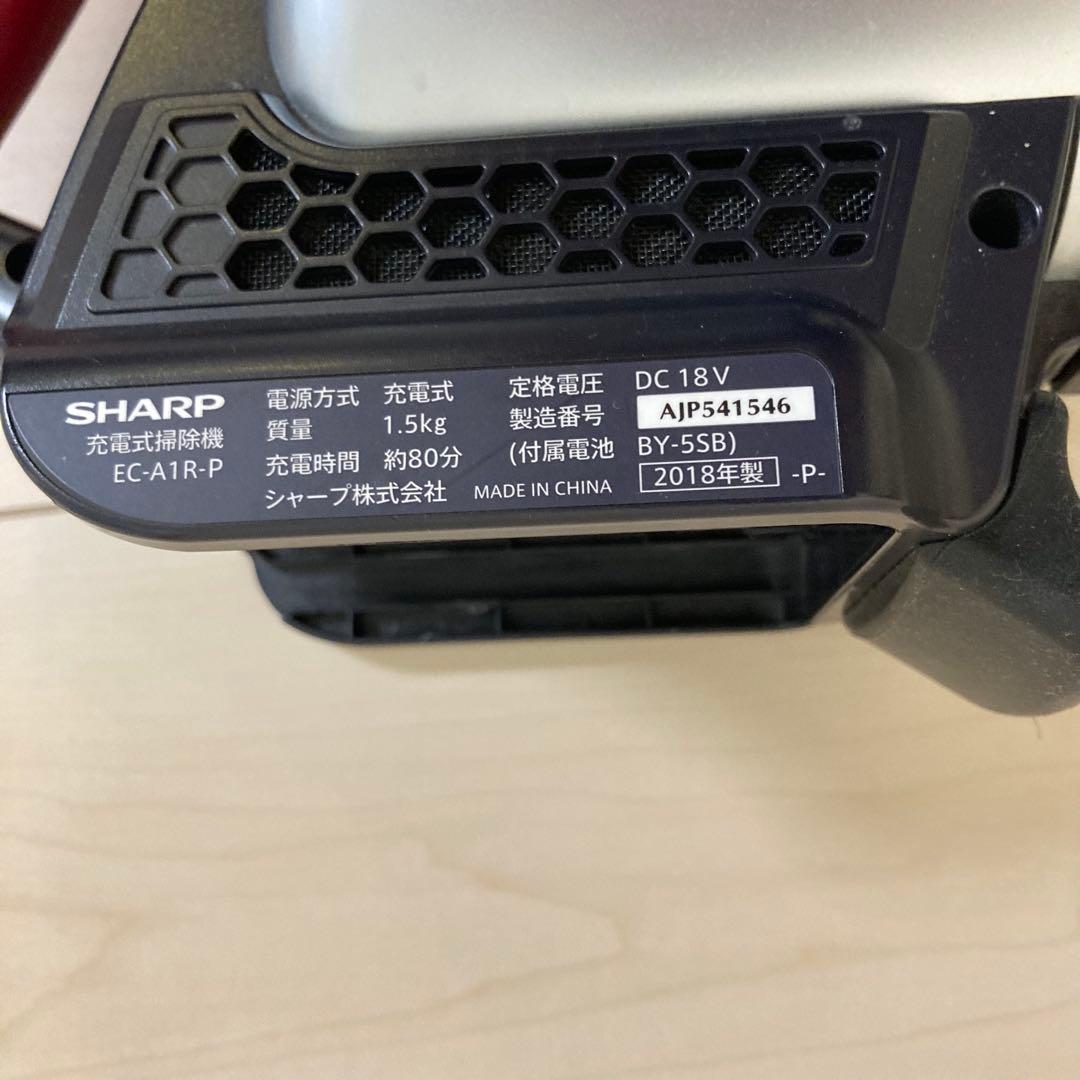 SHARP
充電式掃除機
EC-A1R-P
電源方式 充電式
質量 1.5kg
充電時間 約80分
シャープ株式会社 MADE IN CHINA
定格電圧 DC 18V
製造番号 AJP541546
(付属電池 BY-5SB)
2018年製 -P-